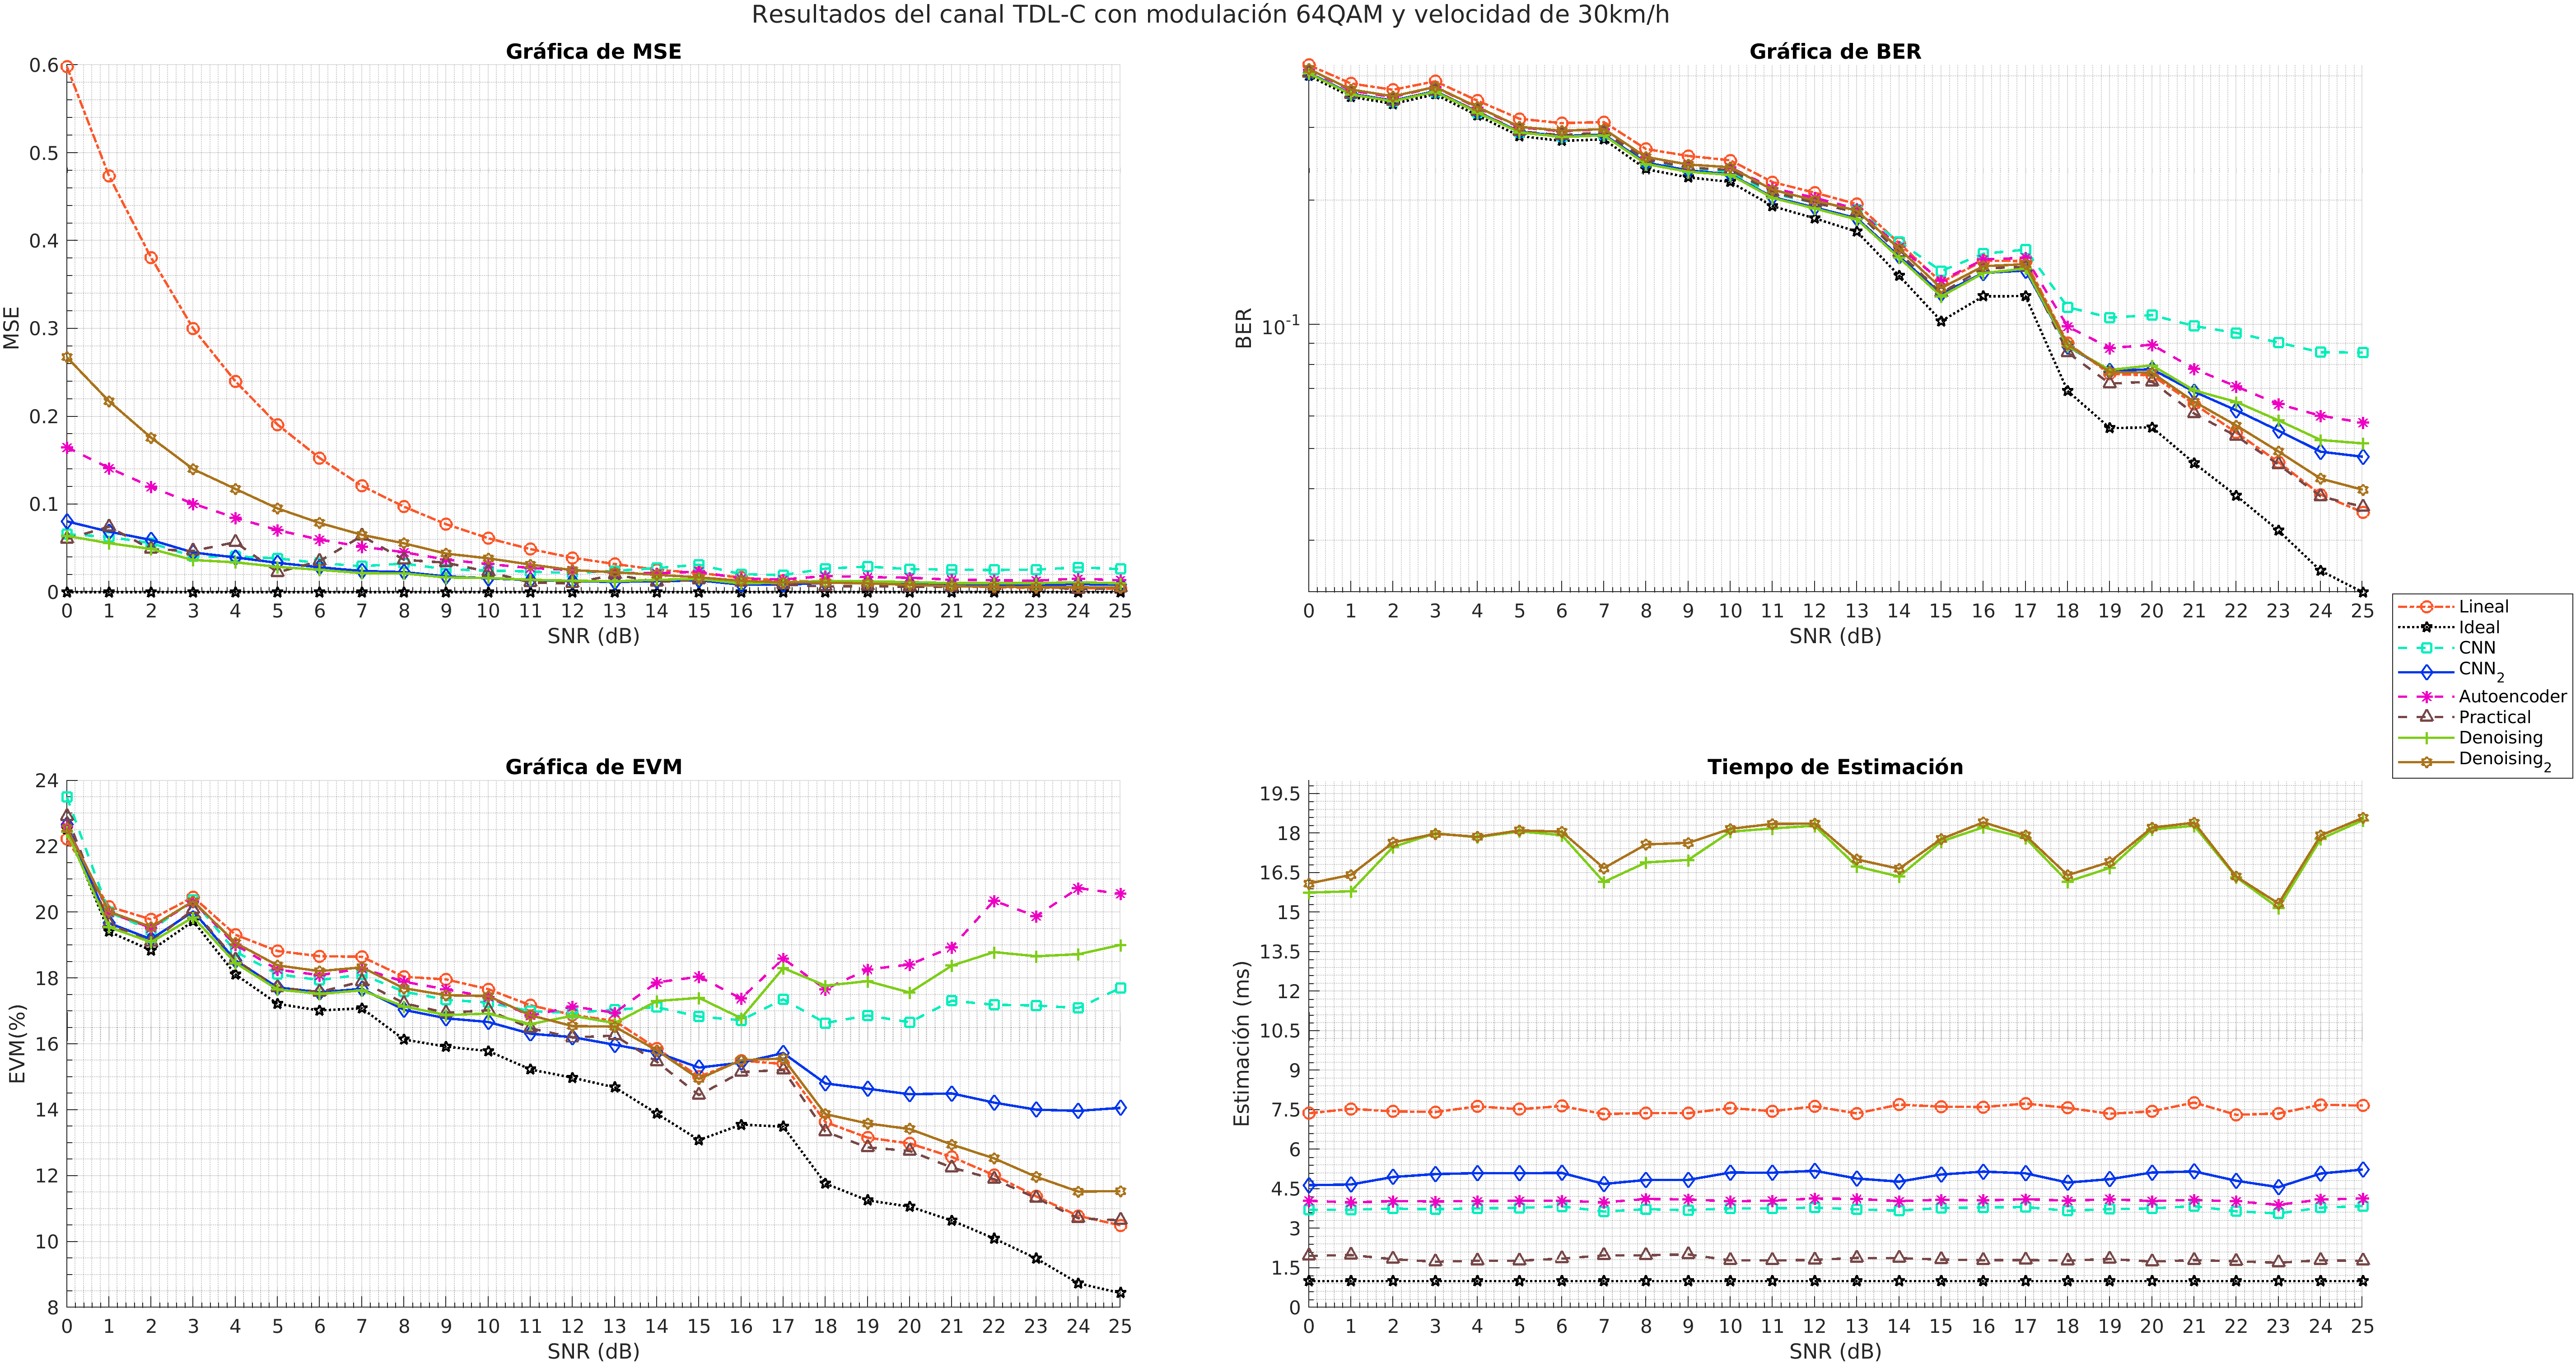 Resultados del canal TDL-C con modulación 64QAM y velocidad de 30km/h
Gráfica de MSE
0.6
0.5
0.4
0.3
0.2
0.1
0
MSE
0 1 2 3 4 5 6 7 8 9 10 11 12 13 14 15 16 17 18 19 20 21 22 23 24 25
SNR (dB)
Gráfica de BER
10-1
BER
0 1 2 3 4 5 6 7 8 9 10 11 12 13 14 15 16 17 18 19 20 21 22 23 24 25
SNR (dB)
Lineal
Ideal
CNN
CNN2
Autoencoder
Practical
Denoising
Denoising2
Gráfica de EVM
24
22
20
18
16
14
12
10
8
EVM(%)
0 1 2 3 4 5 6 7 8 9 10 11 12 13 14 15 16 17 18 19 20 21 22 23 24 25
SNR (dB)
Tiempo de Estimación
19.5
18
16.5
15
13.5
12
10.5
9
7.5
6
4.5
3
1.5
0
Estimación (ms)
0 1 2 3 4 5 6 7 8 9 10 11 12 13 14 15 16 17 18 19 20 21 22 23 24 25
SNR (dB)